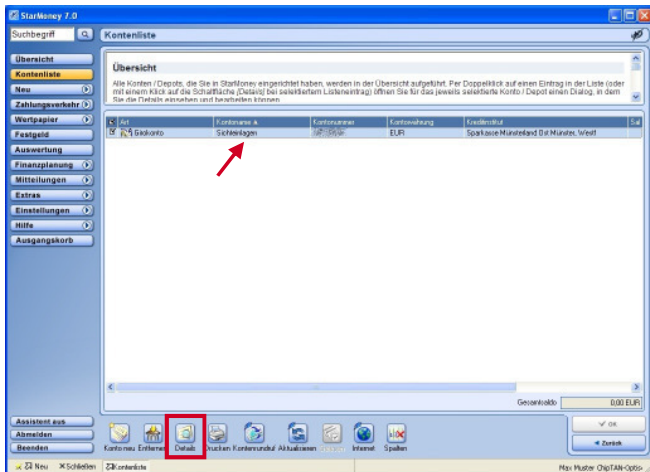 StarMoney 7.0
Suchbegriff
Kontenliste
Übersicht
Kontenliste
Neu
Zahlungsverkehr
Wertpapier
Festgeld
Auswertung
Finanzplanung
Mitteilungen
Extras
Einstellungen
Hilfe
Ausgangskorb
Übersicht
Alle Konten / Depots, die Sie in StarMoney eingerichtet haben, werden in der Übersicht aufgeführt. Per Doppelklick auf einen Eintrag in der Liste (oder
mit einem Klick auf die Schaltfläche [Details] bei selektiertem Listeneintrag) öffnen Sie für das jeweils selektierte Konto / Depot einen Dialog, in dem
Sie die Details einsehen und bearbeiten können.
Art Kontoname Kontonummer Kontowährung Kreditinstitut Sal
Girokonto Sichteinlagen EUR Sparkasse Münsterland Ost Münster, Westf
Gesamtsaldo 0,00 EUR
Assistent aus
Abmelden
Beenden
Konto neu Entfernen Details Drucken Kontenrundruf Aktualisieren Internet Spalten
OK
Zurück
Neu Schließen Kontenliste Max Muster ChipTAN-Optis